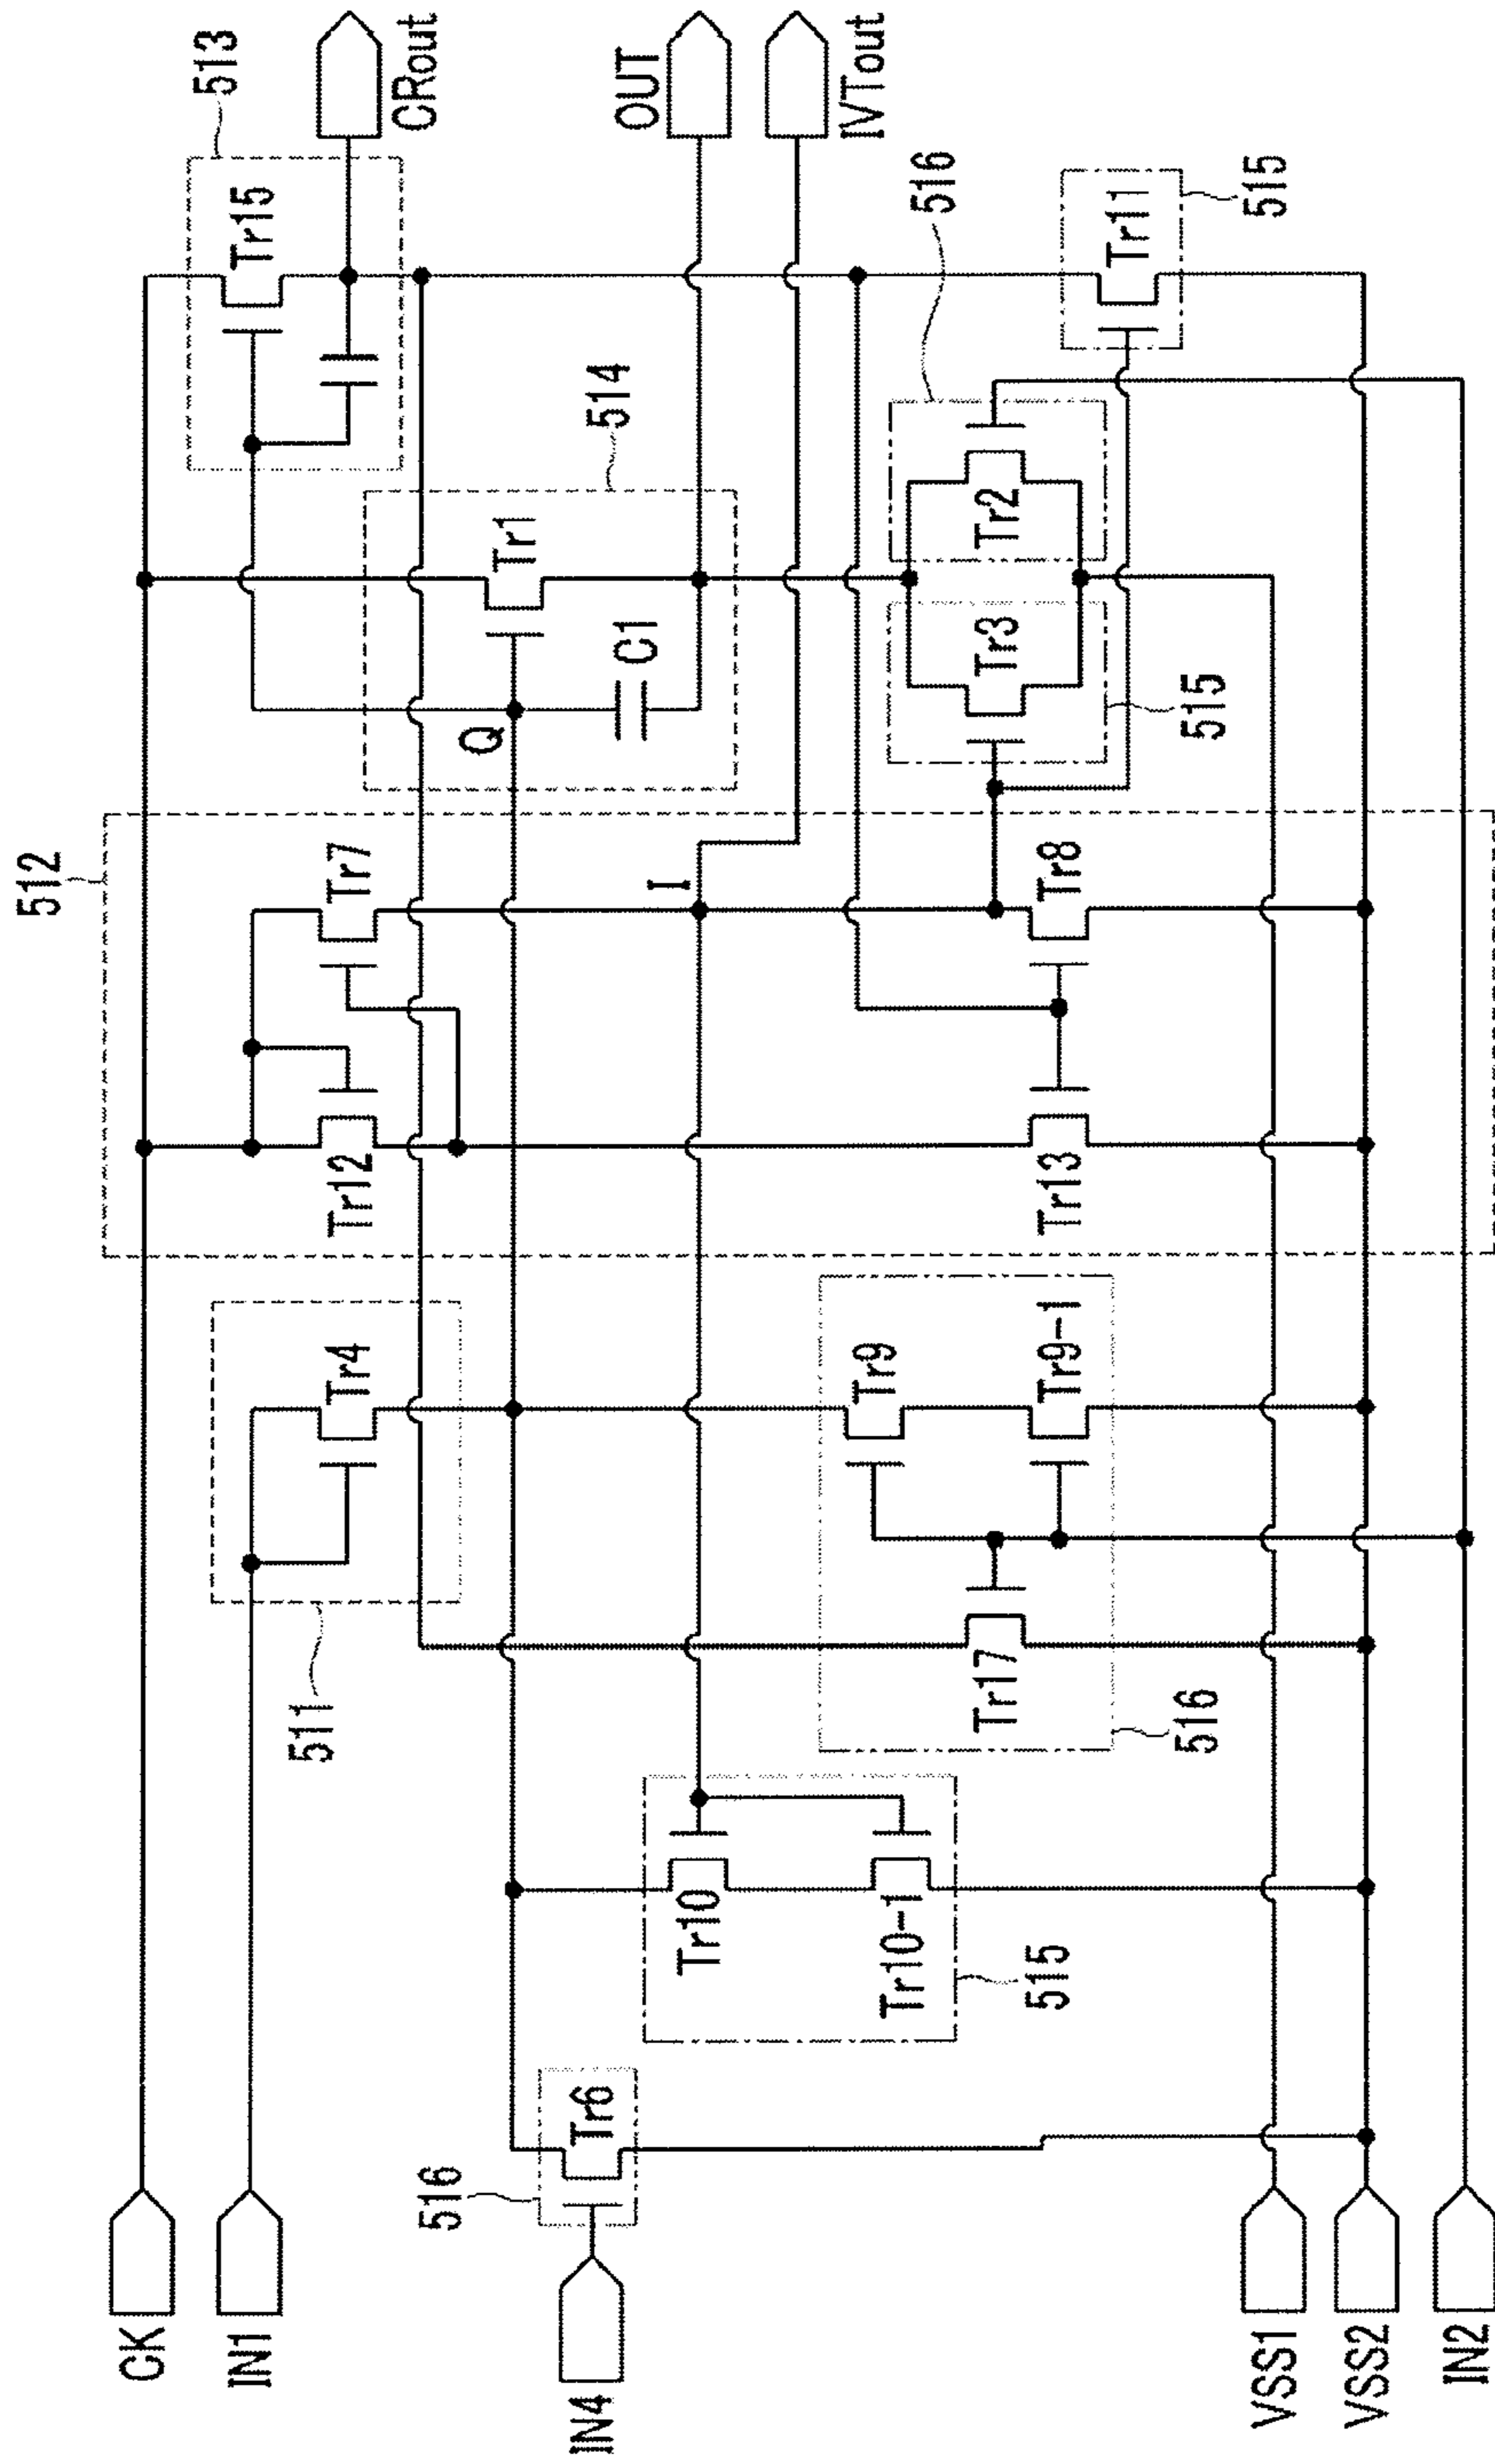 513
CRout
OUT
IVTout
Tr15
516
515
Tr11
514
Tr1
Tr2
C1
Tr3
515
Q
512
Tr7
I
Tr8
Tr12
Tr13
Tr4
Tr9
Tr9-1
511
Tr17
516
Tr10
Tr10-1
515
Tr6
516
CK
IN1
IN4
VSS1
VSS2
IN2